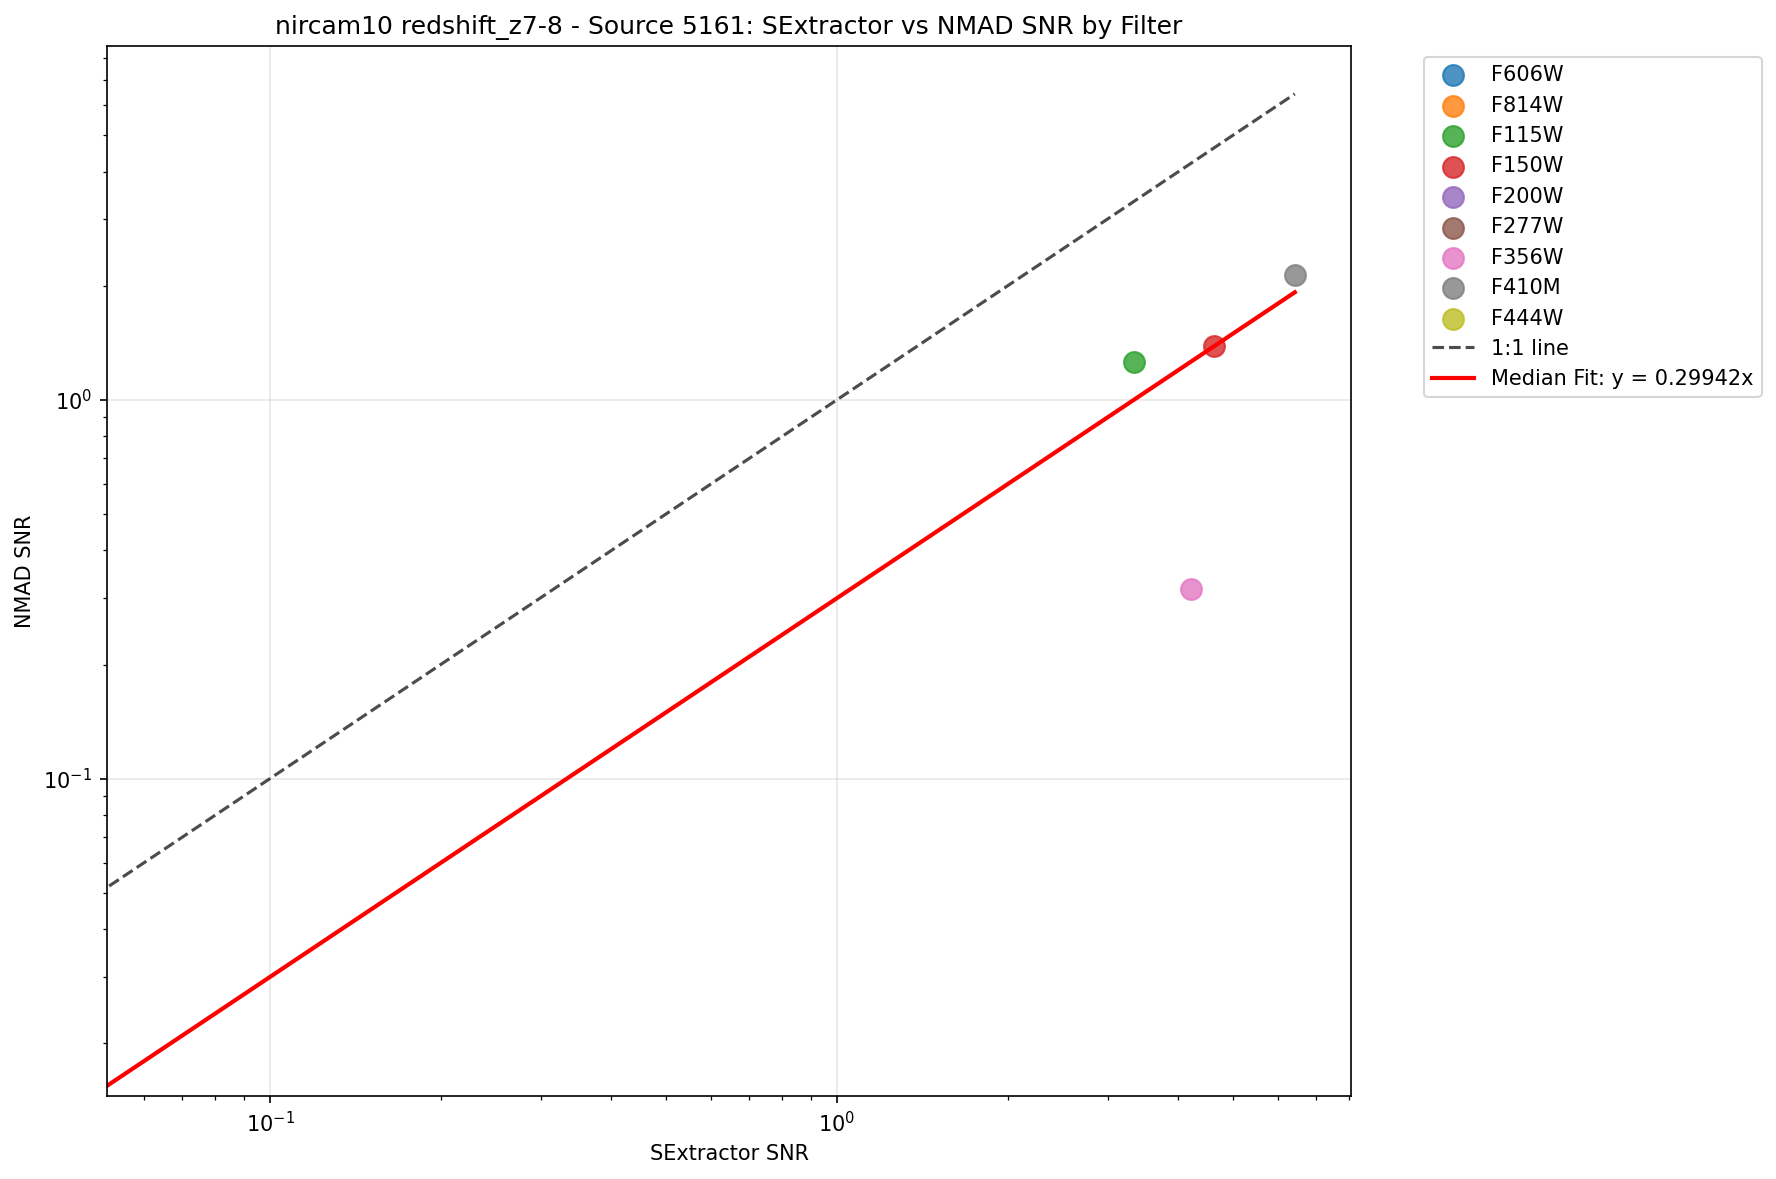 nircam10 redshift_z7-8 - Source 5161: SExtractor vs NMAD SNR by Filter
F606W
F814W
F115W
F150W
F200W
F277W
F356W
F410M
F444W
1:1 line
Median Fit: y = 0.29942x
NMAD SNR
10⁰
10⁻¹
10⁻¹
10⁰
SExtractor SNR